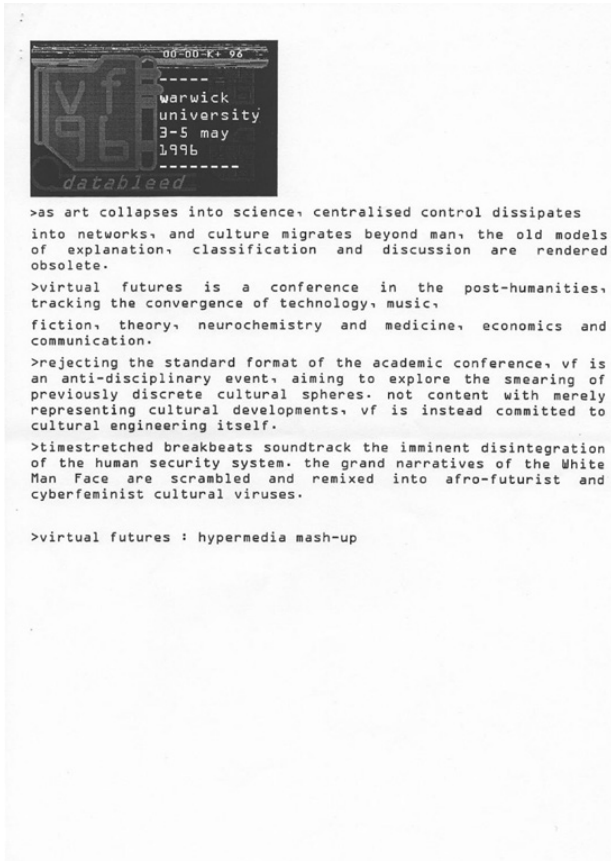 00-00-K+ 96
vf
96
warwick
university
3-5 may
1996
datableed
>as art collapses into science, centralised control dissipates
into networks, and culture migrates beyond man, the old models
of explanation, classification and discussion are rendered
obsolete.
>virtual futures is a conference in the post-humanities,
tracking the convergence of technology, music,
fiction, theory, neurochemistry and medicine, economics and
communication.
>rejecting the standard format of the academic conference, vf is
an anti-disciplinary event, aiming to explore the smearing of
previously discrete cultural spheres. not content with merely
representing cultural developments, vf is instead committed to
cultural engineering itself.
>timestretched breakbeats soundtrack the imminent disintegration
of the human security system. the grand narratives of the White
Man Face are scrambled and remixed into afro-futurist and
cyberfeminist cultural viruses.
>virtual futures : hypermedia mash-up